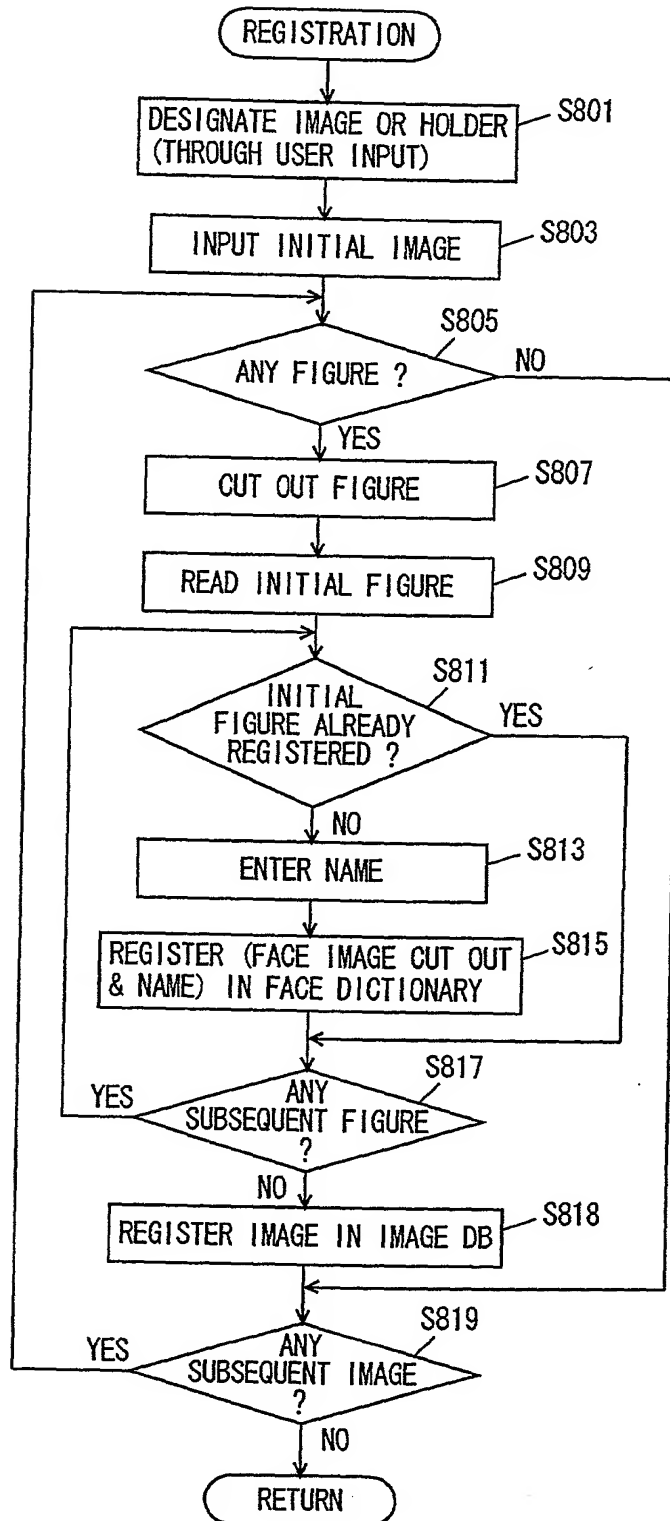 REGISTRATION
S801
DESIGNATE IMAGE OR HOLDER
(THROUGH USER INPUT)
S803
INPUT INITIAL IMAGE
S805
ANY FIGURE ?
NO
YES
S807
CUT OUT FIGURE
S809
READ INITIAL FIGURE
S811
INITIAL
FIGURE ALREADY
REGISTERED ?
YES
NO
S813
ENTER NAME
S815
REGISTER (FACE IMAGE CUT OUT
& NAME) IN FACE DICTIONARY
S817
YES
ANY
SUBSEQUENT FIGURE
?
NO
S818
REGISTER IMAGE IN IMAGE DB
S819
YES
ANY
SUBSEQUENT IMAGE
?
NO
RETURN